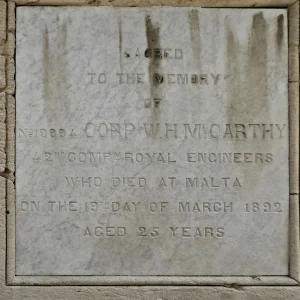 SACRED
TO THE MEMORY
OF
CORP. W. H. McCARTHY
42ND COMPY ROYAL ENGINEERS
WHO DIED AT MALTA
ON THE 19TH DAY OF MARCH 1892
AGED 25 YEARS